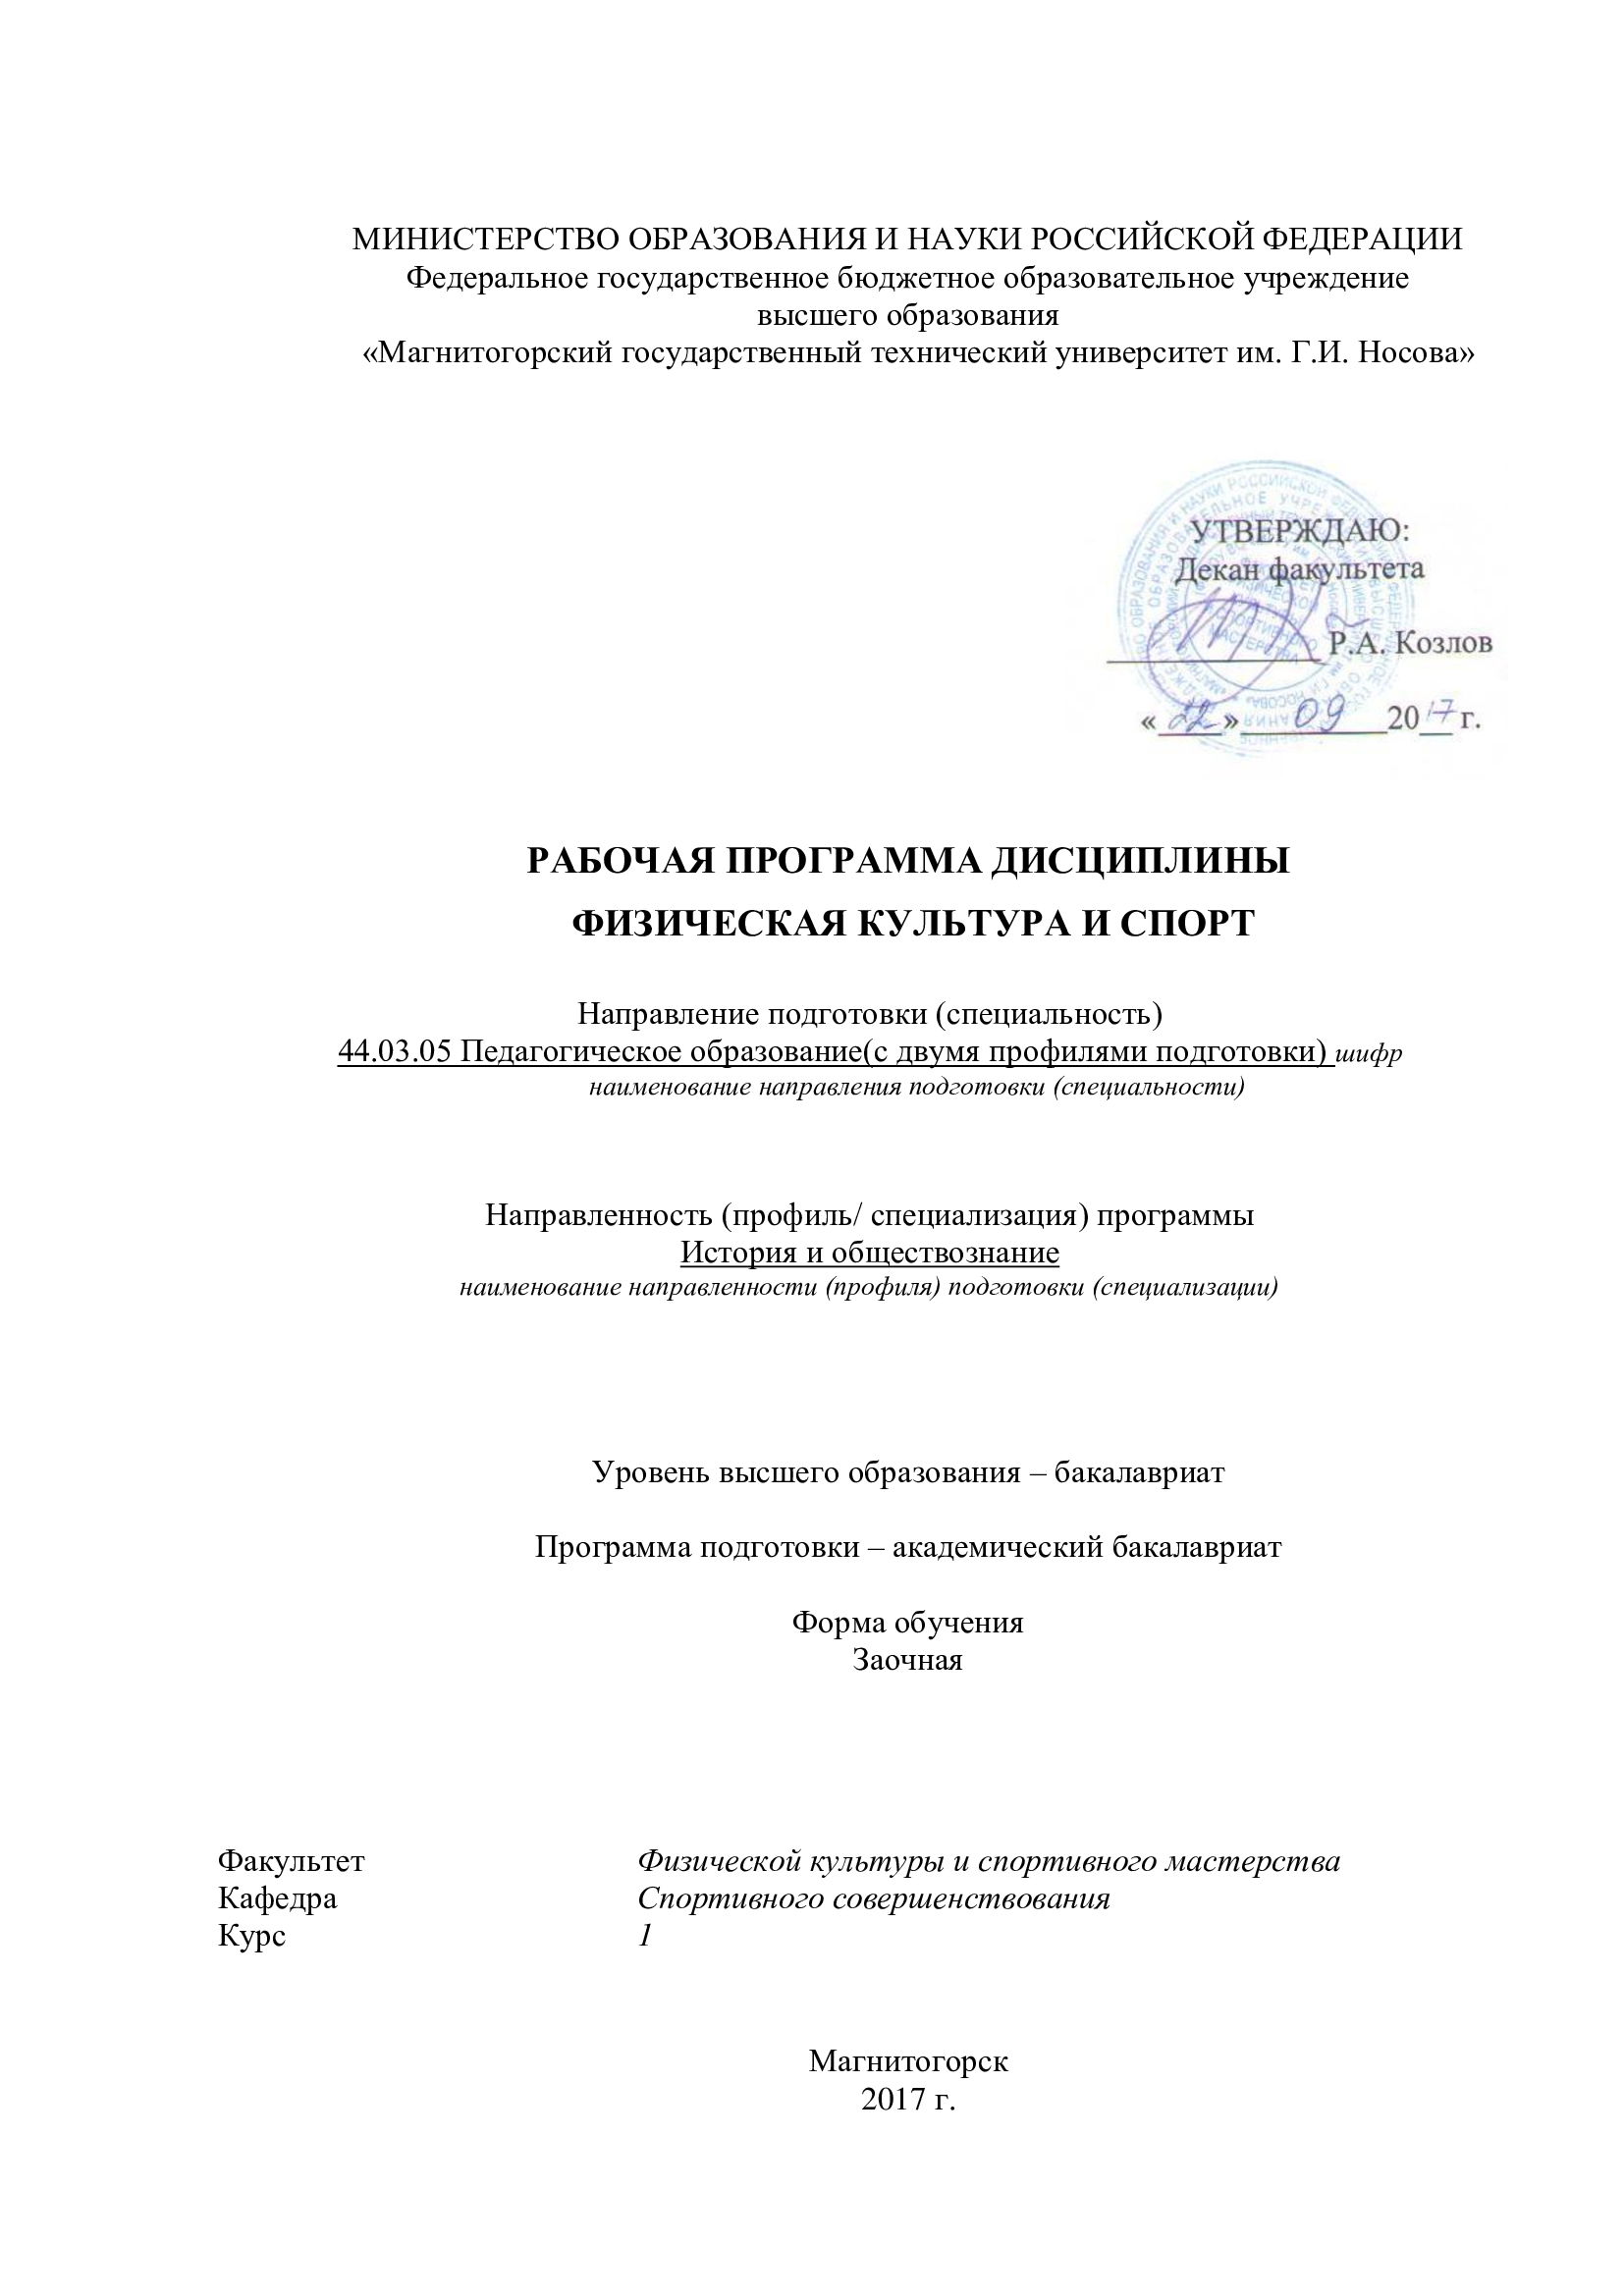 МИНИСТЕРСТВО ОБРАЗОВАНИЯ И НАУКИ РОССИЙСКОЙ ФЕДЕРАЦИИ
Федеральное государственное бюджетное образовательное учреждение
высшего образования
«Магнитогорский государственный технический университет им. Г.И. Носова»
УТВЕРЖДАЮ:
Декан факультета
Р.А. Козлов
«22» 09 2017 г.
РАБОЧАЯ ПРОГРАММА ДИСЦИПЛИНЫ
ФИЗИЧЕСКАЯ КУЛЬТУРА И СПОРТ
Направление подготовки (специальность)
44.03.05 Педагогическое образование(с двумя профилями подготовки) шифр
наименование направления подготовки (специальности)
Направленность (профиль/ специализация) программы
История и обществознание
наименование направленности (профиля) подготовки (специализации)
Уровень высшего образования – бакалавриат
Программа подготовки – академический бакалавриат
Форма обучения
Заочная
Факультет Физической культуры и спортивного мастерства
Кафедра Спортивного совершенствования
Курс 1
Магнитогорск
2017 г.